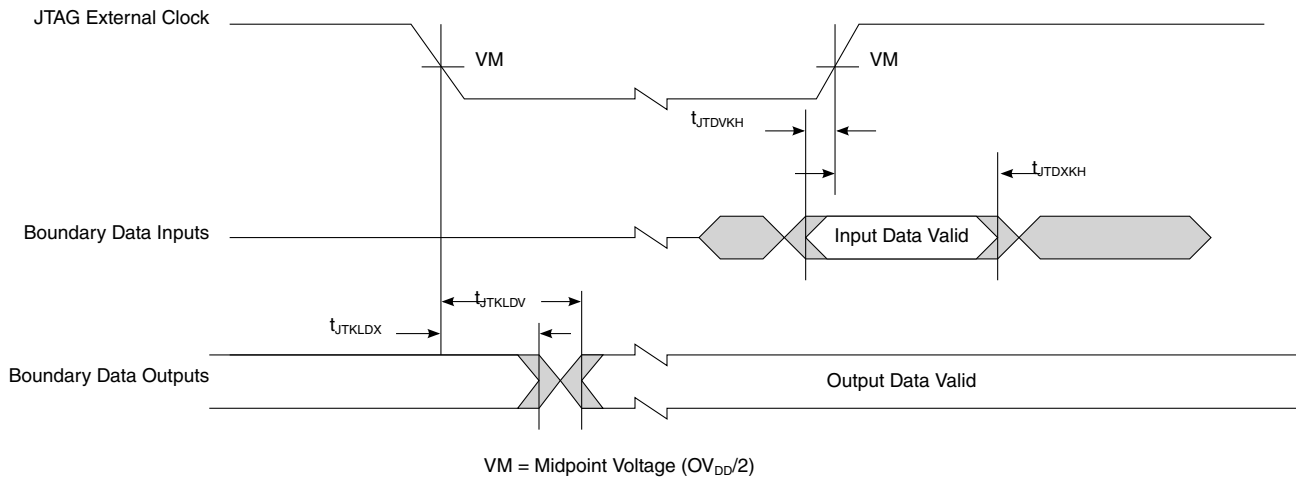 JTAG External Clock
VM
VM
tJTDVKH
tJTDXKH
Boundary Data Inputs
Input Data Valid
tJTKLDV
tJTKLDX
Boundary Data Outputs
Output Data Valid
VM = Midpoint Voltage (OVDD/2)